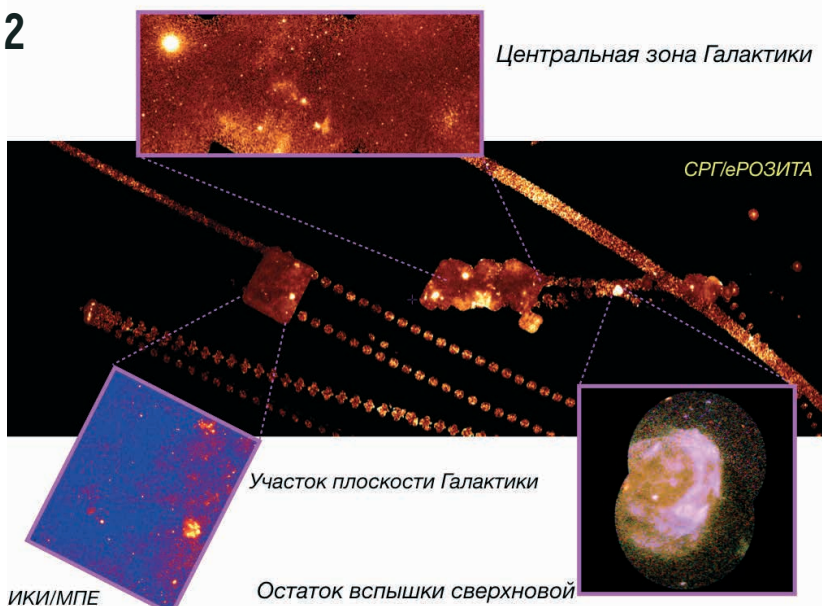 2
Центральная зона Галактики
СРГ/еРОЗИТА
Участок плоскости Галактики
Остаток вспышки сверхновой
ИКИ/МПЕ